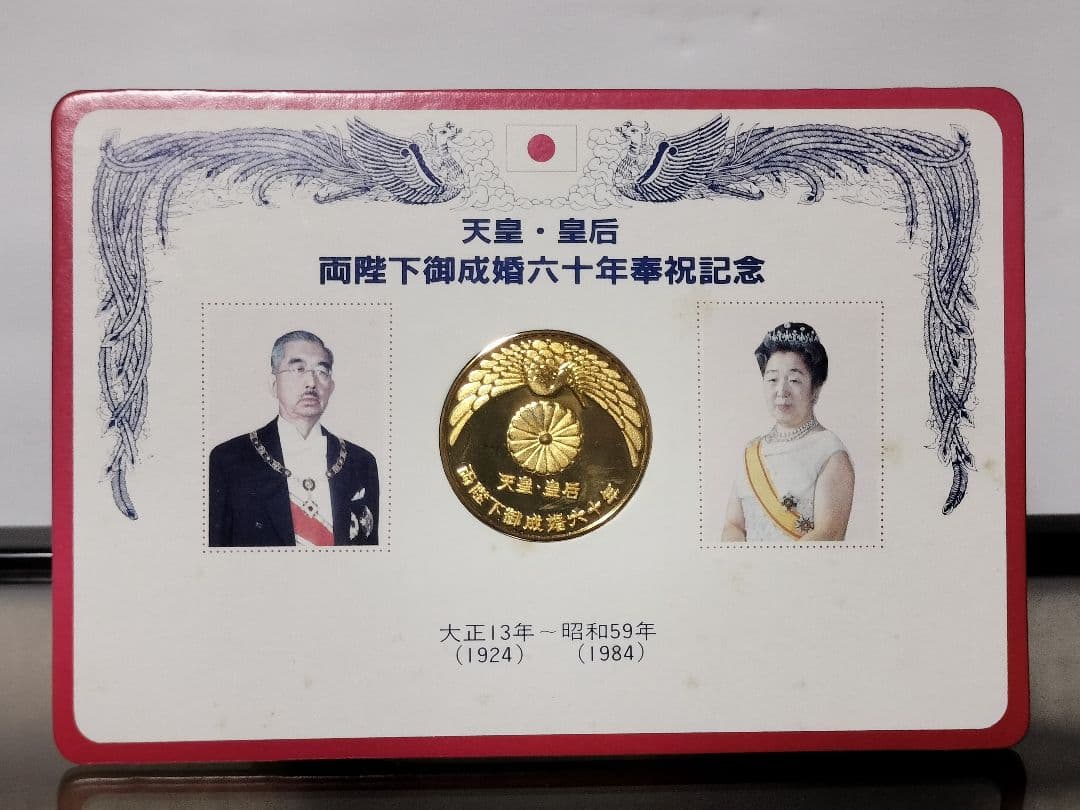 天皇・皇后
両陛下御成婚六十年奉祝記念
天皇・皇后
両陛下御成婚六十年
大正13年～昭和59年
(1924) (1984)